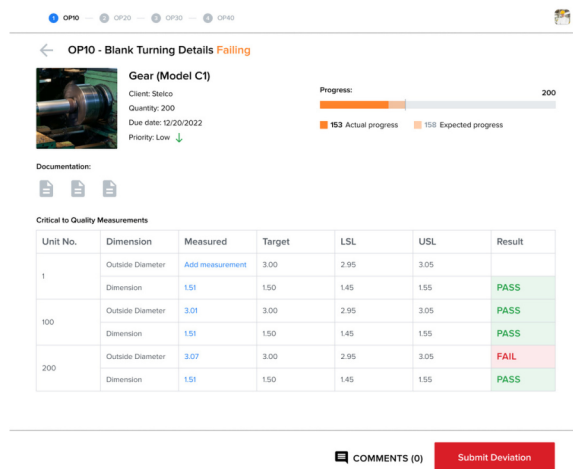 1 OP10 — 2 OP20 — 3 OP30 — 4 OP40
OP10 - Blank Turning Details Failing
Gear (Model C1)
Client: Stelco
Quantity: 200
Due date: 12/20/2022
Priority: Low ↓
Progress: 200
153 Actual progress 158 Expected progress
Documentation:
Critical to Quality Measurements
Unit No. Dimension Measured Target LSL USL Result
1 Outside Diameter Add measurement 3.00 2.95 3.05
Dimension 1.51 1.50 1.45 1.55 PASS
100 Outside Diameter 3.01 3.00 2.95 3.05 PASS
Dimension 1.51 1.50 1.45 1.55 PASS
200 Outside Diameter 3.07 3.00 2.95 3.05 FAIL
Dimension 1.51 1.50 1.45 1.55 PASS
COMMENTS (0) Submit Deviation